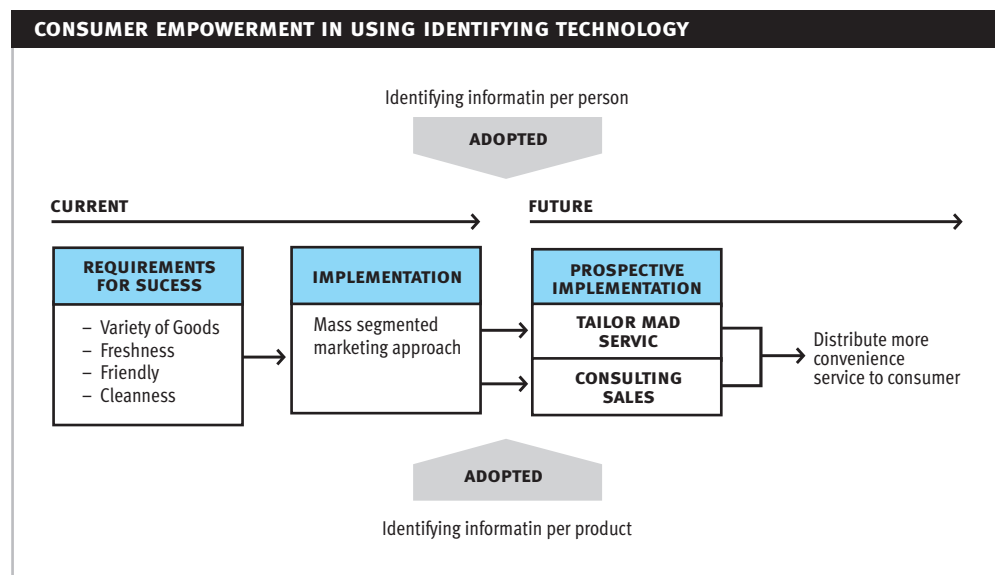 CONSUMER EMPOWERMENT IN USING IDENTIFYING TECHNOLOGY
Identifying informatin per person
ADOPTED
CURRENT
FUTURE
REQUIREMENTS
FOR SUCESS
– Variety of Goods
– Freshness
– Friendly
– Cleanness
IMPLEMENTATION
Mass segmented
marketing approach
PROSPECTIVE
IMPLEMENTATION
TAILOR MAD
SERVIC
CONSULTING
SALES
Distribute more
convenience
service to consumer
ADOPTED
Identifying informatin per product